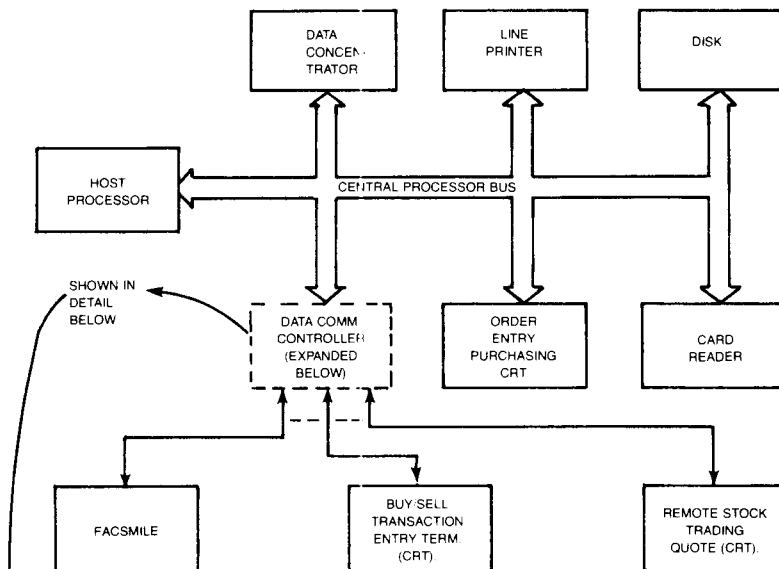 DATA
CONCEN-
TRATOR
LINE
PRINTER
DISK
HOST
PROCESSOR
CENTRAL PROCESSOR BUS
SHOWN IN
DETAIL
BELOW
DATA COMM
CONTROLLER
(EXPANDED
BELOW)
ORDER
ENTRY
PURCHASING
CRT
CARD
READER
FACSMILE
BUY/SELL
TRANSACTION
ENTRY TERM.
(CRT).
REMOTE STOCK
TRADING
QUOTE (CRT).